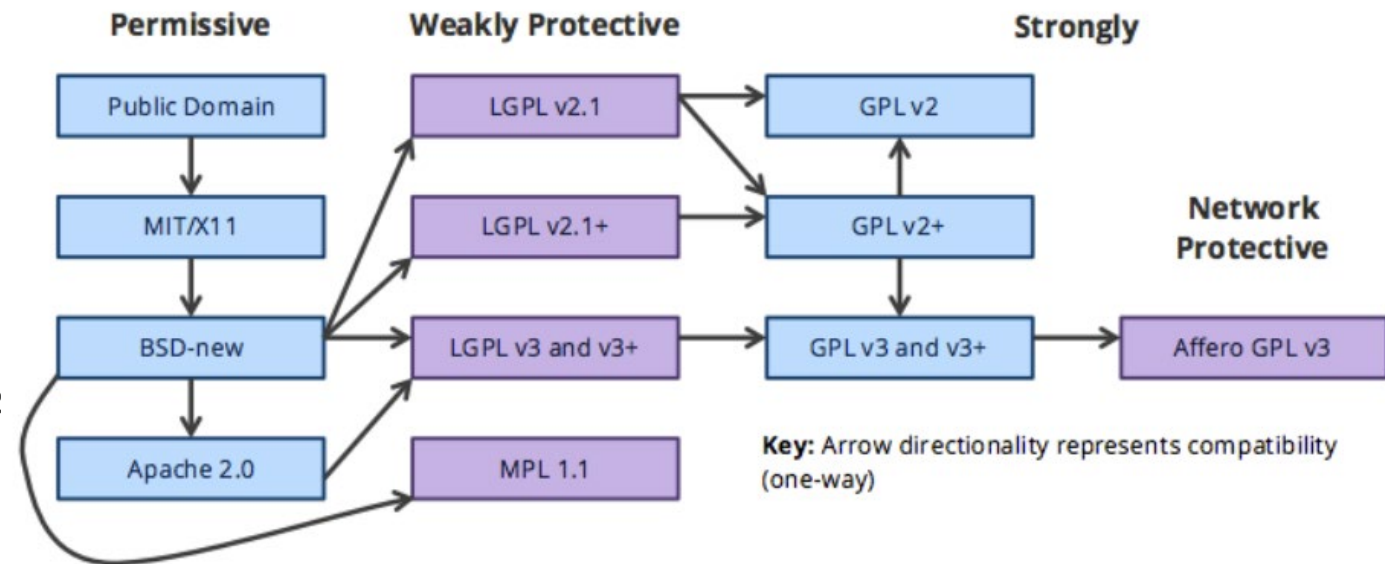 Permissive
Weakly Protective
Strongly
Public Domain
LGPL v2.1
GPL v2
MIT/X11
LGPL v2.1+
GPL v2+
Network
Protective
BSD-new
LGPL v3 and v3+
GPL v3 and v3+
Affero GPL v3
Apache 2.0
MPL 1.1
Key: Arrow directionality represents compatibility
(one-way)